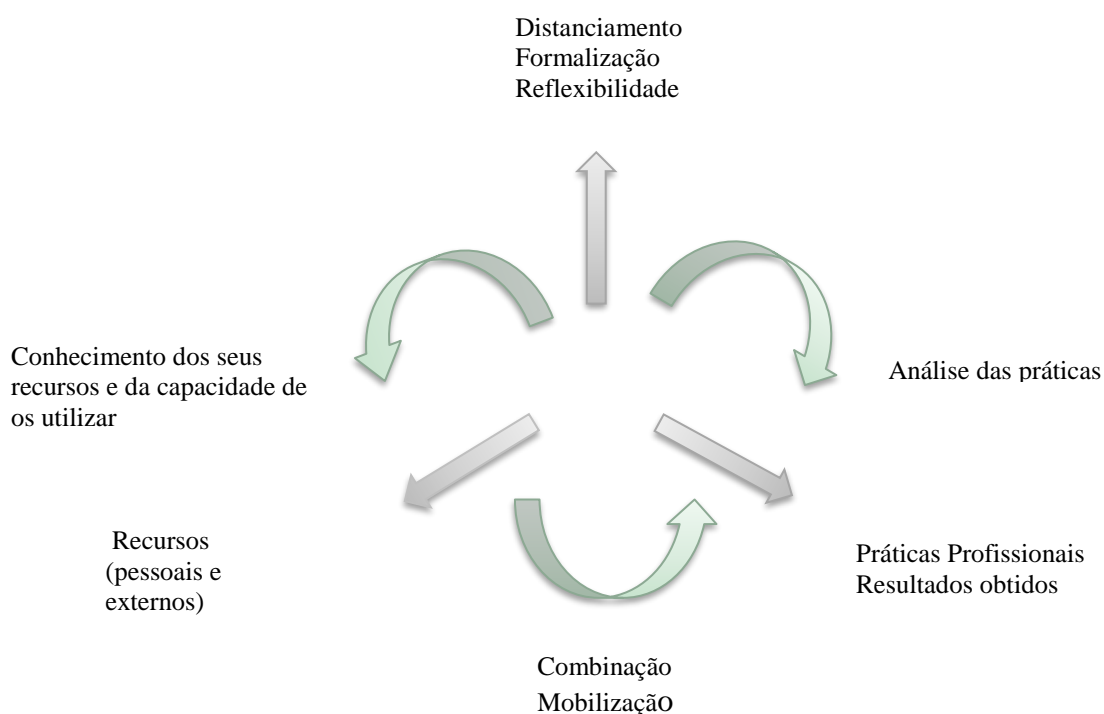 Distanciamento
Formalização
Reflexibilidade
Conhecimento dos seus
recursos e da capacidade de
os utilizar
Análise das práticas
Recursos
(pessoais e
externos)
Práticas Profissionais
Resultados obtidos
Combinação
Mobilização